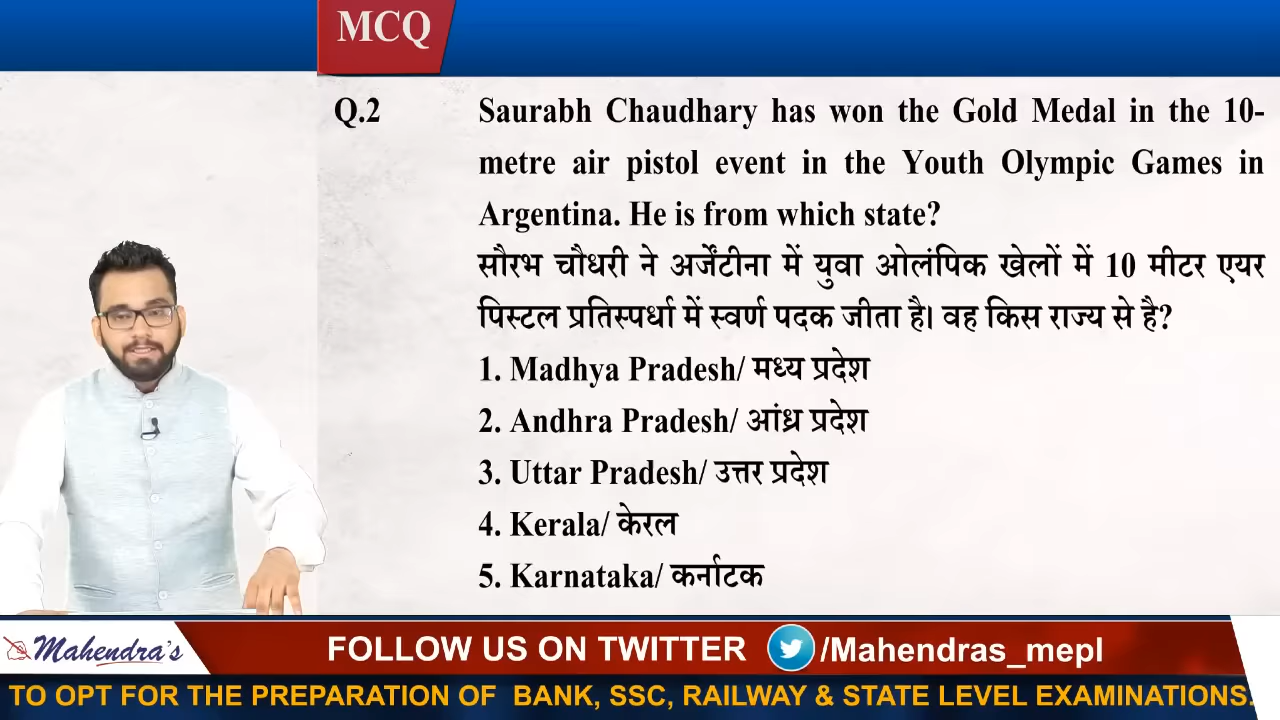 MCQ
Q.2 Saurabh Chaudhary has won the Gold Medal in the 10-
metre air pistol event in the Youth Olympic Games in
Argentina. He is from which state?
सौरभ चौधरी ने अर्जेंटीना में युवा ओलंपिक खेलों में 10 मीटर एयर
पिस्टल प्रतिस्पर्धा में स्वर्ण पदक जीता है। वह किस राज्य से है?
1. Madhya Pradesh/ मध्य प्रदेश
2. Andhra Pradesh/ आंध्र प्रदेश
3. Uttar Pradesh/ उत्तर प्रदेश
4. Kerala/ केरल
5. Karnataka/ कर्नाटक
Mahendra's
FOLLOW US ON TWITTER /Mahendras_mepl
TO OPT FOR THE PREPARATION OF BANK, SSC, RAILWAY & STATE LEVEL EXAMINATIONS.